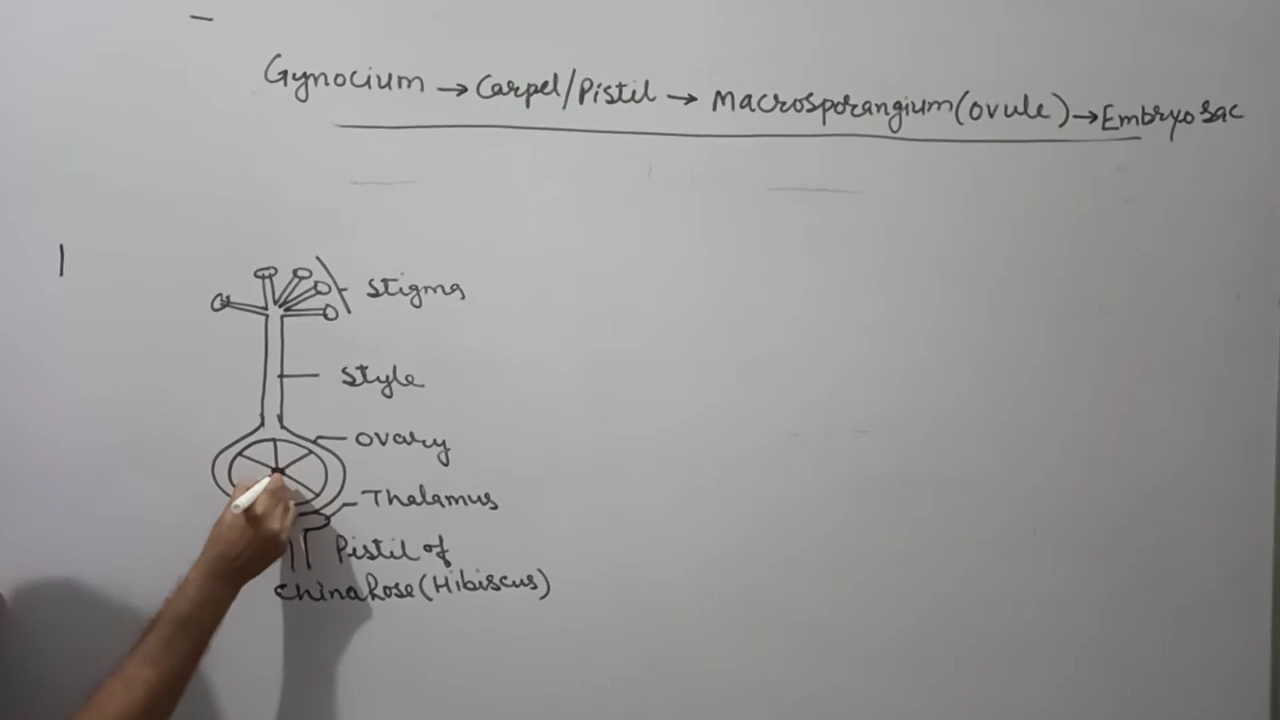 Gynocium → Carpel/Pistil → Macrosporangium(ovule) → Embryo sac
Stigma
Style
Ovary
Thalamus
Pistil of
China Rose (Hibiscus)